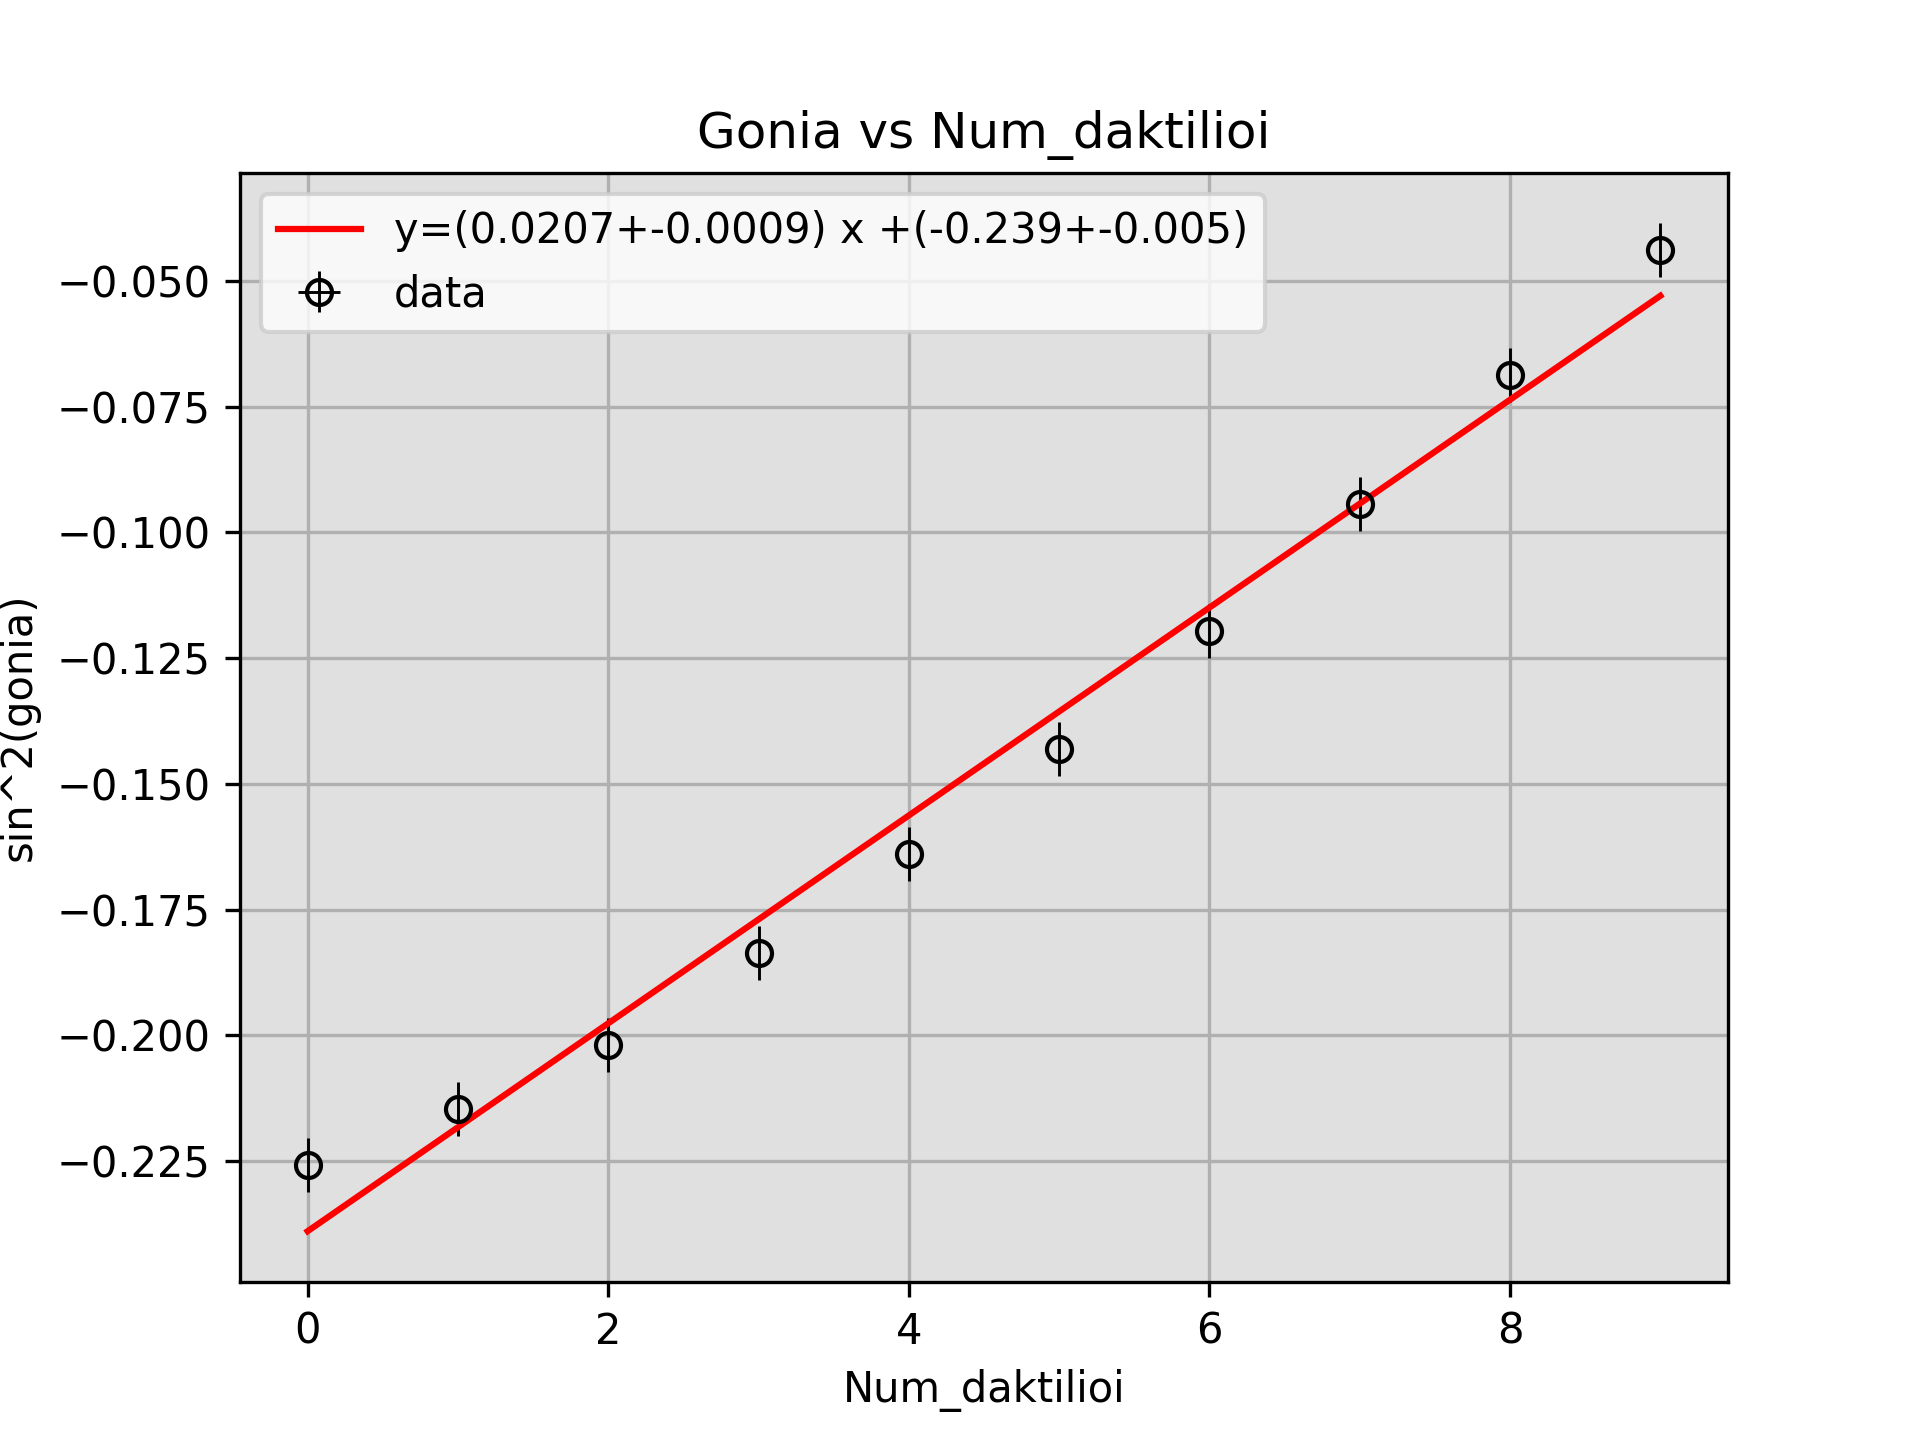 Gonia vs Num_daktilioi
y=(0.0207+-0.0009) x +(-0.239+-0.005)
data
−0.050
−0.075
−0.100
−0.125
−0.150
−0.175
−0.200
−0.225
sin^2(gonia)
0 2 4 6 8
Num_daktilioi